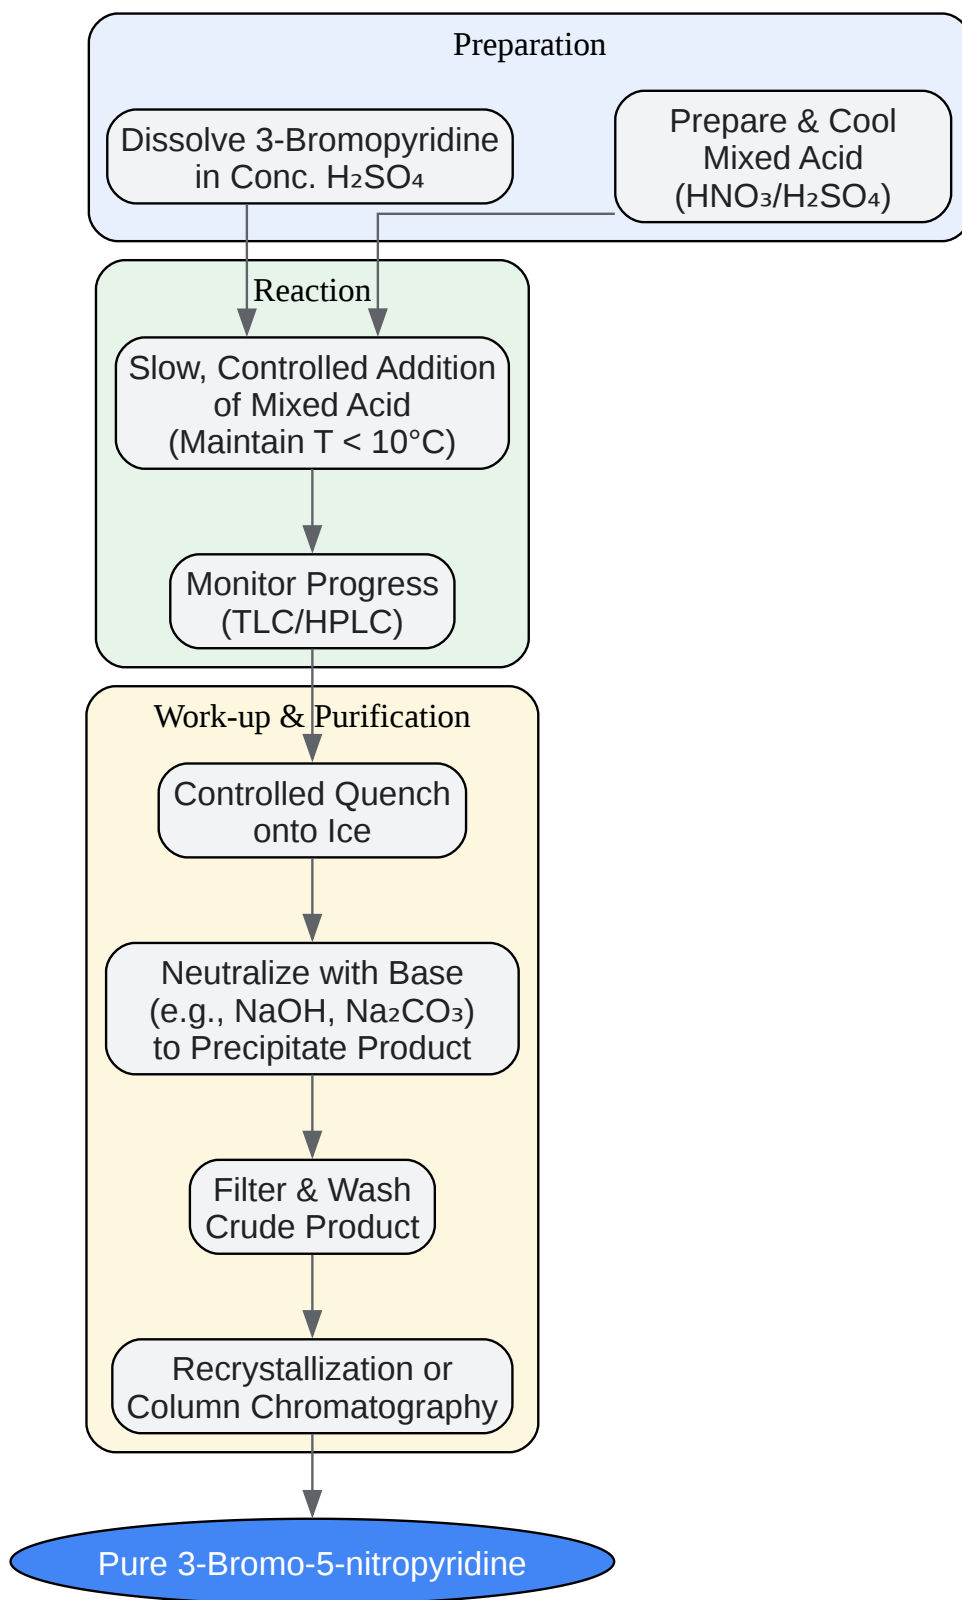 Preparation
Dissolve 3-Bromopyridine
in Conc. H₂SO₄
Prepare & Cool
Mixed Acid
(HNO₃/H₂SO₄)
Reaction
Slow, Controlled Addition
of Mixed Acid
(Maintain T < 10°C)
Monitor Progress
(TLC/HPLC)
Work-up & Purification
Controlled Quench
onto Ice
Neutralize with Base
(e.g., NaOH, Na₂CO₃)
to Precipitate Product
Filter & Wash
Crude Product
Recrystallization or
Column Chromatography
Pure 3-Bromo-5-nitropyridine